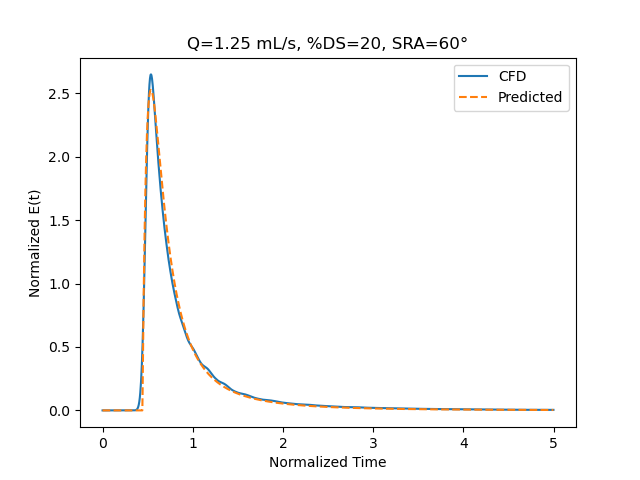 Q=1.25 mL/s, %DS=20, SRA=60°
CFD
Predicted
Normalized E(t)
2.5
2.0
1.5
1.0
0.5
0.0
0 1 2 3 4 5
Normalized Time